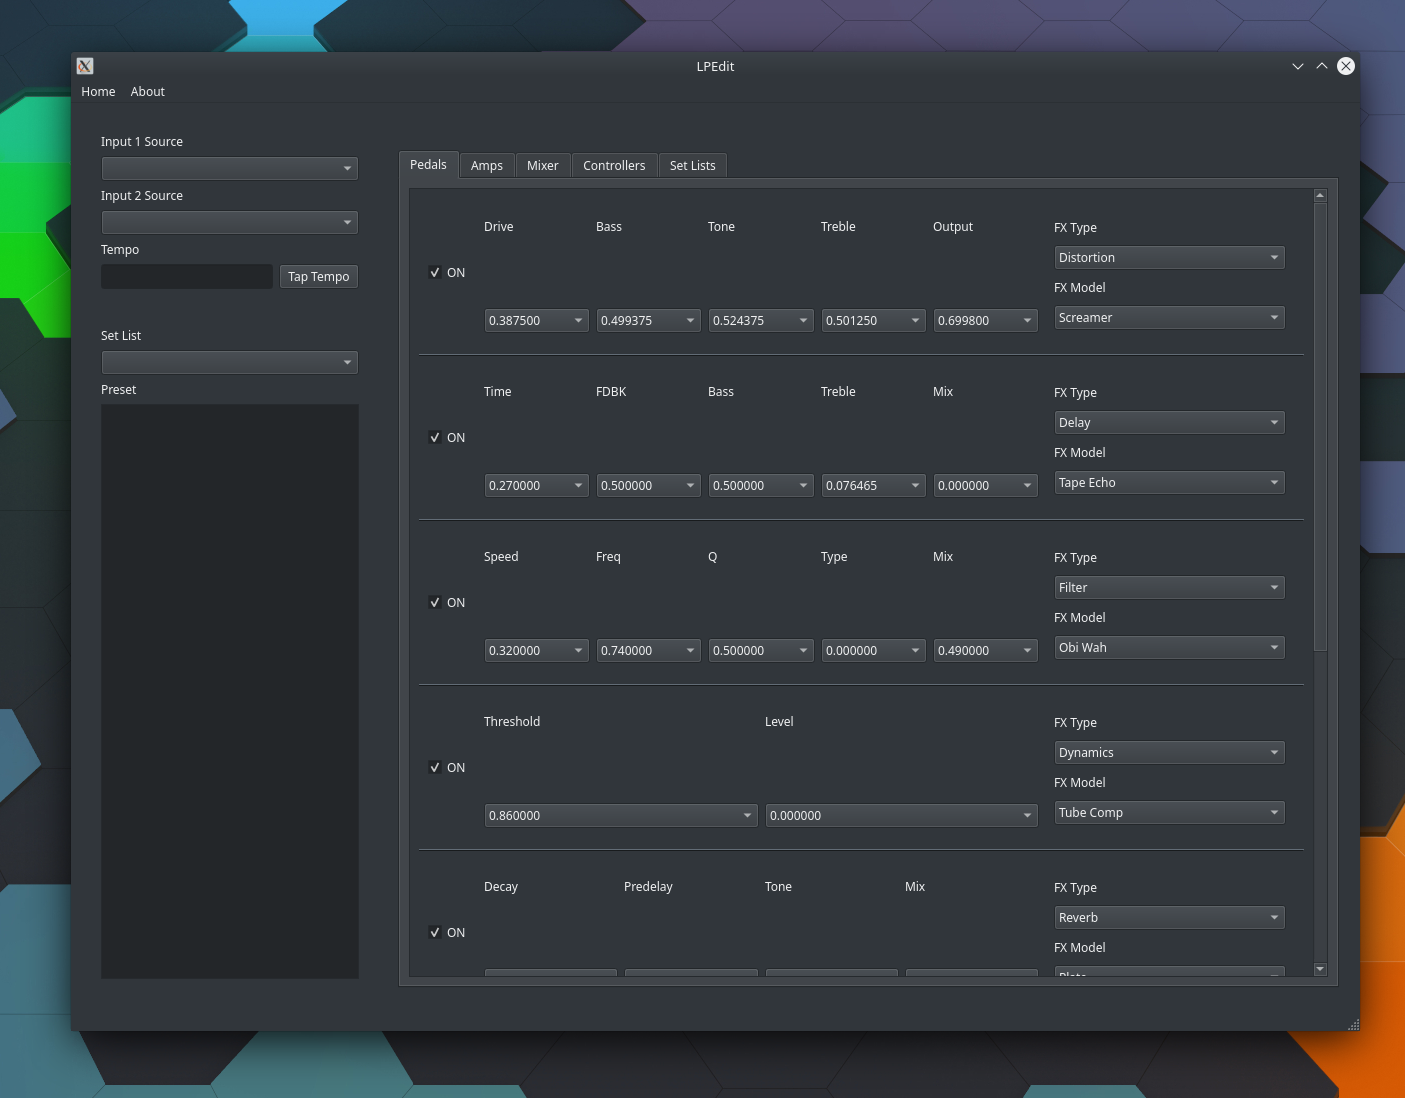 LPEdit
Home About
Input 1 Source
Input 2 Source
Tempo
Tap Tempo
Set List
Preset
Pedals Amps Mixer Controllers Set Lists
Drive Bass Tone Treble Output FX Type
Distortion
ON
FX Model
0.387500 0.499375 0.524375 0.501250 0.699800 Screamer
Time FDBK Bass Treble Mix FX Type
Delay
ON
FX Model
0.270000 0.500000 0.500000 0.076465 0.000000 Tape Echo
Speed Freq Q Type Mix FX Type
Filter
ON
FX Model
0.320000 0.740000 0.500000 0.000000 0.490000 Obi Wah
Threshold Level FX Type
Dynamics
ON
FX Model
0.860000 0.000000 Tube Comp
Decay Predelay Tone Mix FX Type
Reverb
ON
FX Model